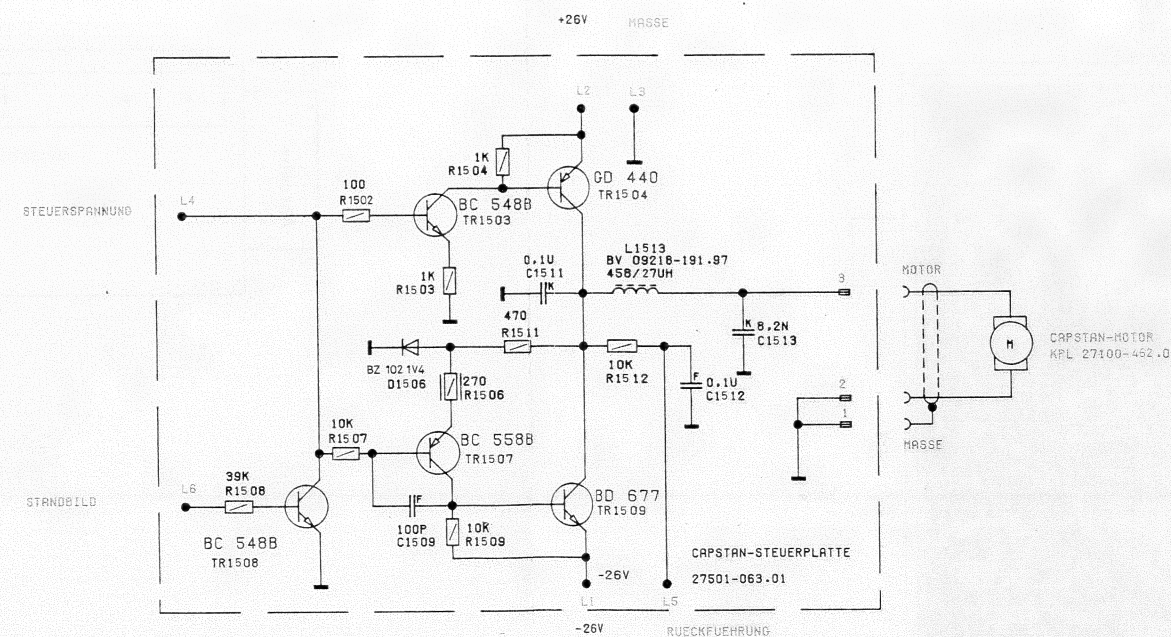 +26V MASSE
L2 L3
1K
R1504
GD 440
TR1504
100
R1502
BC 548B
TR1503
L4
STEUERSPANNUNG
1K
R1503
0,1U
C1511
K
L1513
BV 09218-191.97
458/27UH
3
MOTOR
470
R1511
K 8,2N
C1513
M
CAPSTAN-MOTOR
KPL 27100-462.0
BZ 102 1V4
D1506
270
R1506
10K
R1512
F
0,1U
C1512
2
1
MASSE
10K
R1507
BC 558B
TR1507
39K
R1508
L6
STANDBILD
F
100P
C1509
10K
R1509
BD 677
TR1509
BC 548B
TR1508
CAPSTAN-STEUERPLATTE
27501-063.01
-26V
L1 L5
-26V RUECKFUEHRUNG